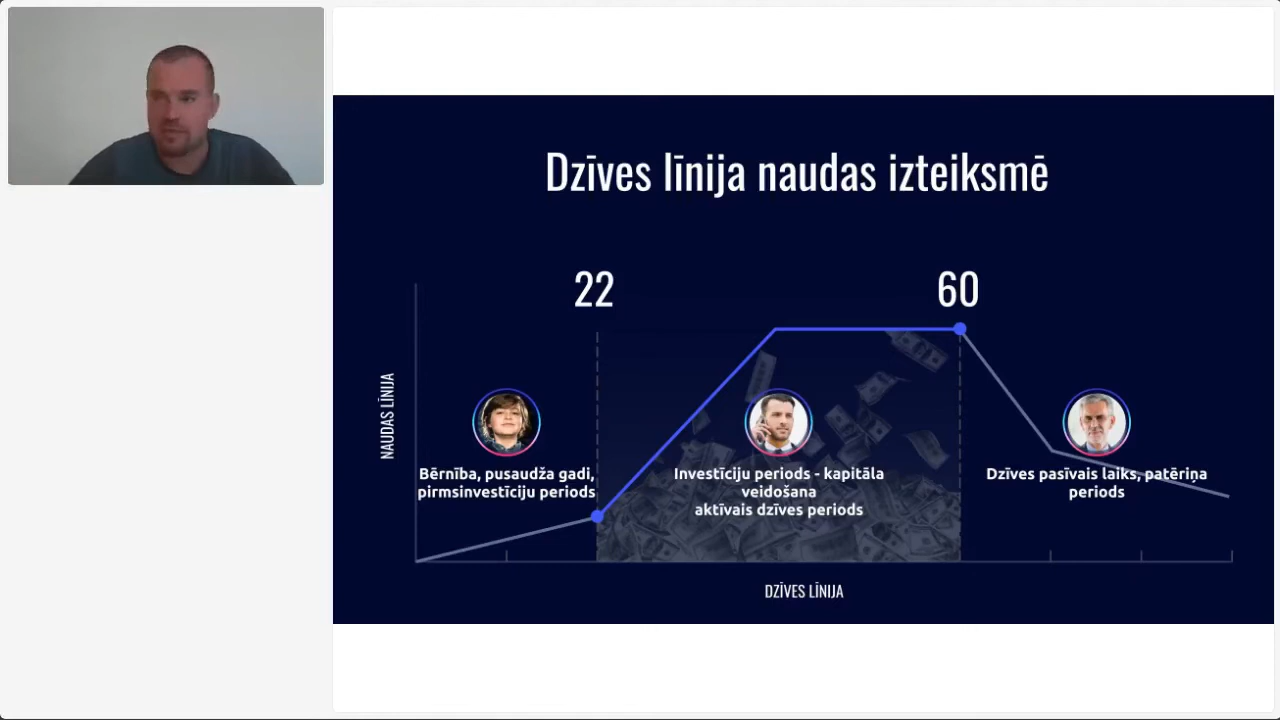 Dzīves līnija naudas izteiksmē
22
60
NAUDAS LĪNIJA
Bērnība, pusaudža gadi,
pirmsinvestīciju periods
Investīciju periods - kapitāla
veidošana
aktīvais dzīves periods
Dzīves pasīvais laiks, patēriņa
periods
DZĪVES LĪNIJA